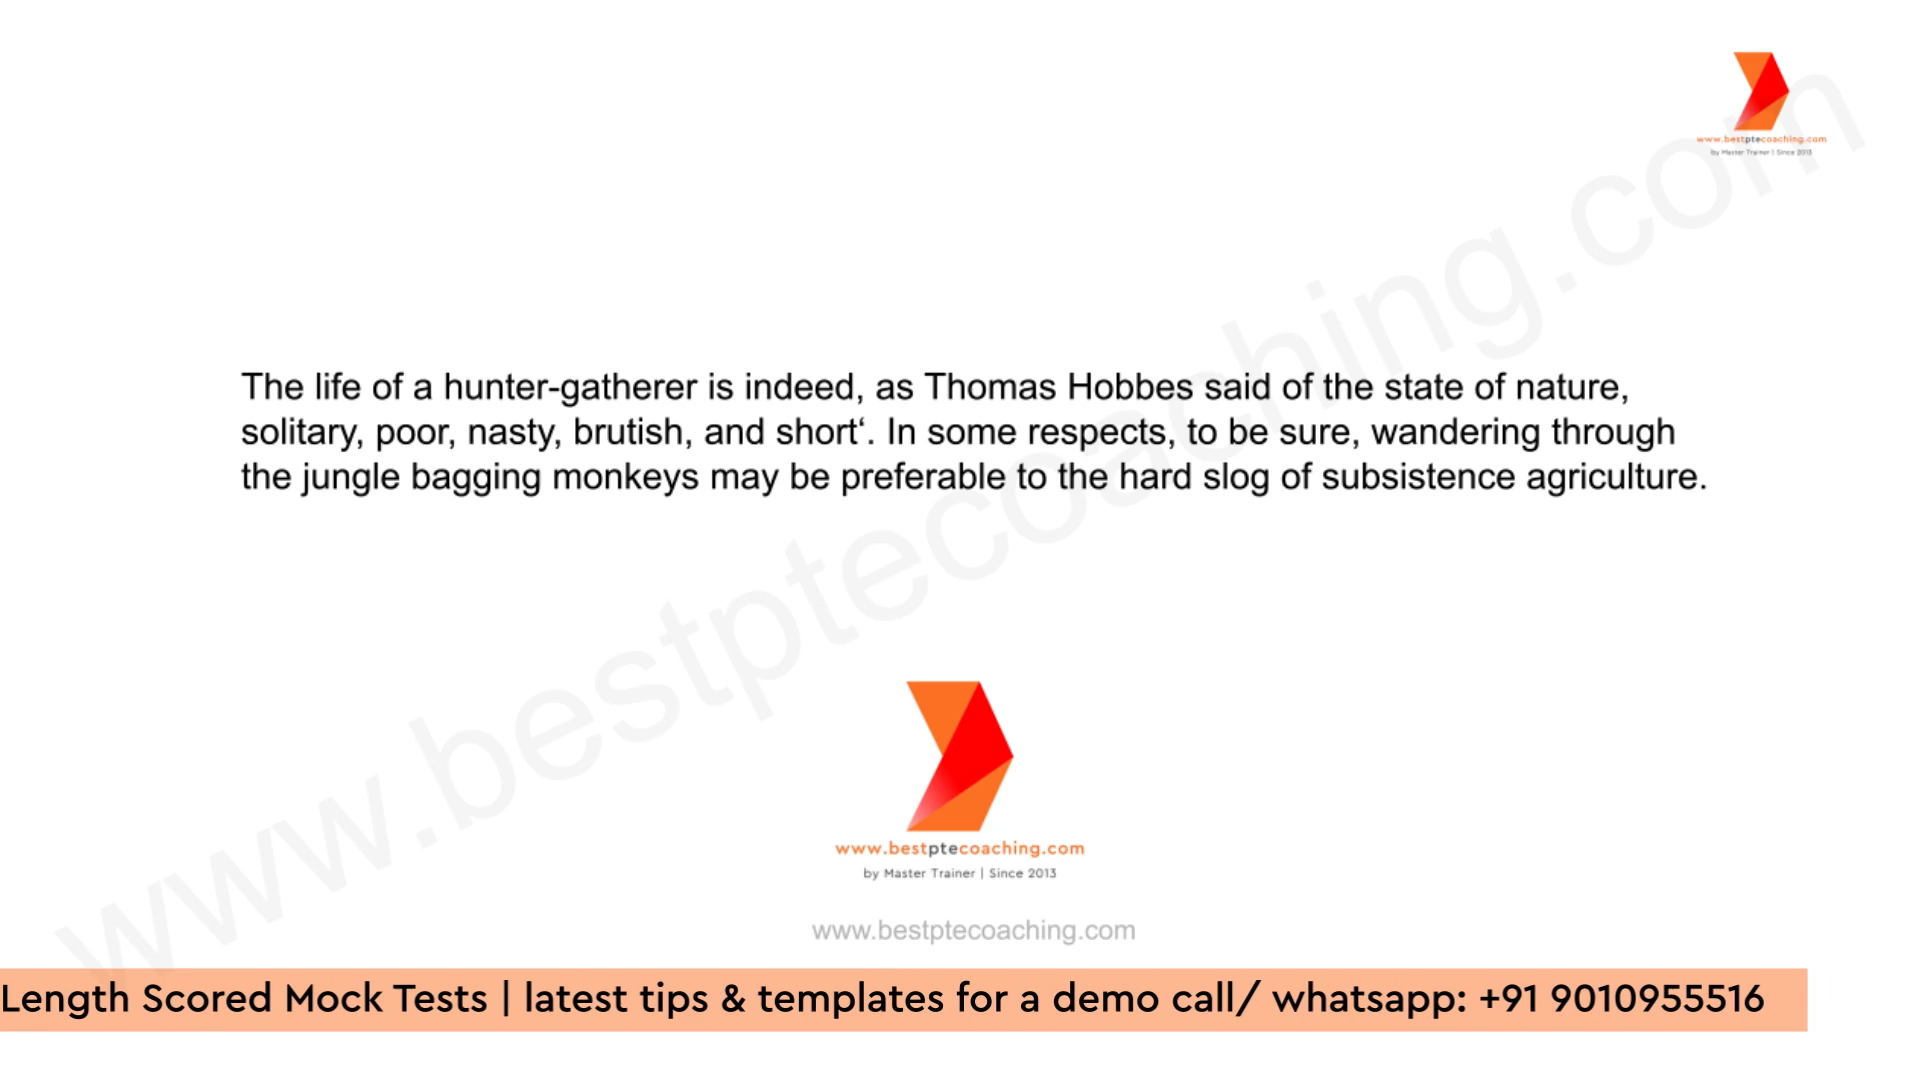 www.bestptecoaching.com
by Master Trainer | Since 2013
The life of a hunter-gatherer is indeed, as Thomas Hobbes said of the state of nature,
solitary, poor, nasty, brutish, and short‘. In some respects, to be sure, wandering through
the jungle bagging monkeys may be preferable to the hard slog of subsistence agriculture.
www.bestptecoaching.com
www.bestptecoaching.com
by Master Trainer | Since 2013
www.bestptecoaching.com
Length Scored Mock Tests | latest tips & templates for a demo call/ whatsapp: +91 9010955516